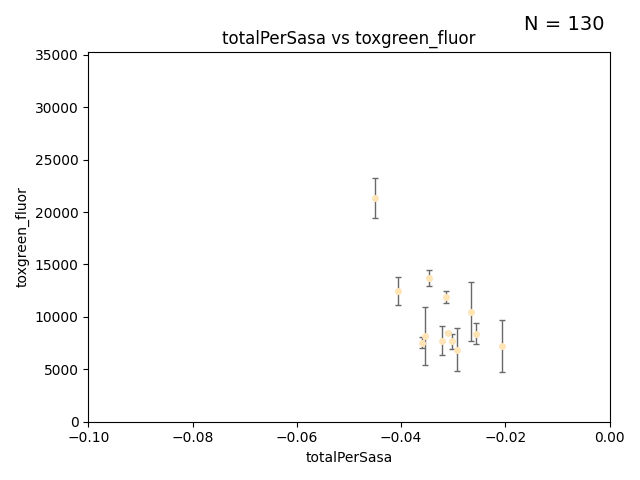 N = 130
totalPerSasa vs toxgreen_fluor
35000
30000
25000
20000
15000
10000
5000
0
toxgreen_fluor
−0.10 −0.08 −0.06 −0.04 −0.02 0.00
totalPerSasa